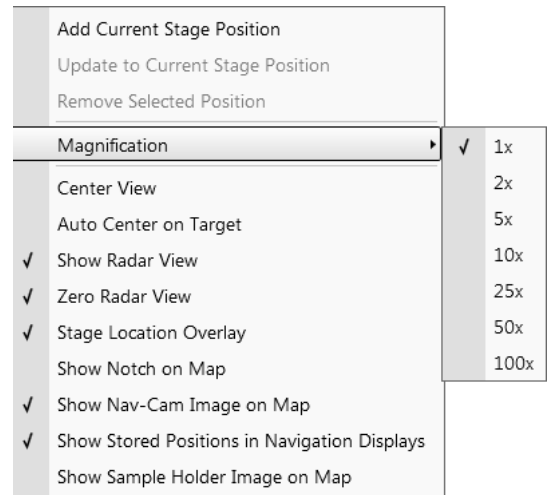 Add Current Stage Position
Update to Current Stage Position
Remove Selected Position
Magnification
1x
2x
5x
10x
25x
50x
100x
Center View
Auto Center on Target
Show Radar View
Zero Radar View
Stage Location Overlay
Show Notch on Map
Show Nav-Cam Image on Map
Show Stored Positions in Navigation Displays
Show Sample Holder Image on Map